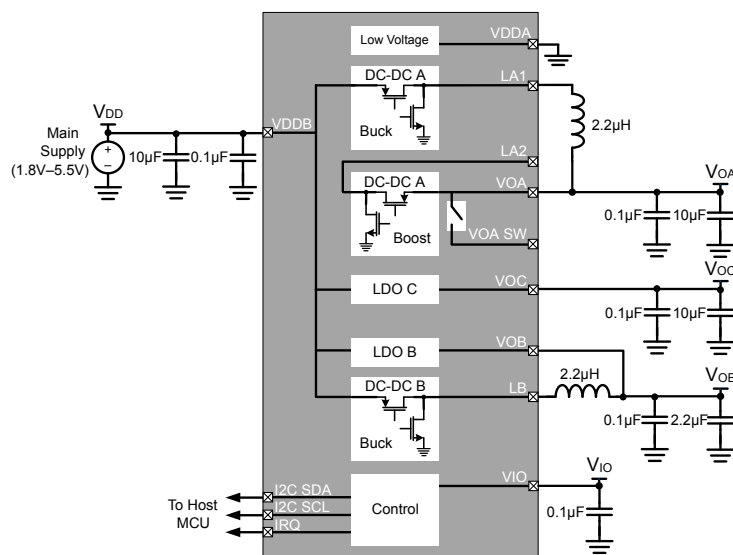 Low Voltage
VDDA
DC-DC A
LA1
VDD
VDDB
Main
Supply
(1.8V–5.5V)
10µF
0.1µF
Buck
2.2µH
LA2
DC-DC A
VOA
VOA
Boost
VOA SW
0.1µF
10µF
LDO C
VOC
VOC
0.1µF
10µF
LDO B
VOB
DC-DC B
LB
2.2µH
VOB
Buck
0.1µF
2.2µF
VIO
VIO
I2C SDA
To Host
MCU
I2C SCL
Control
IRQ
0.1µF